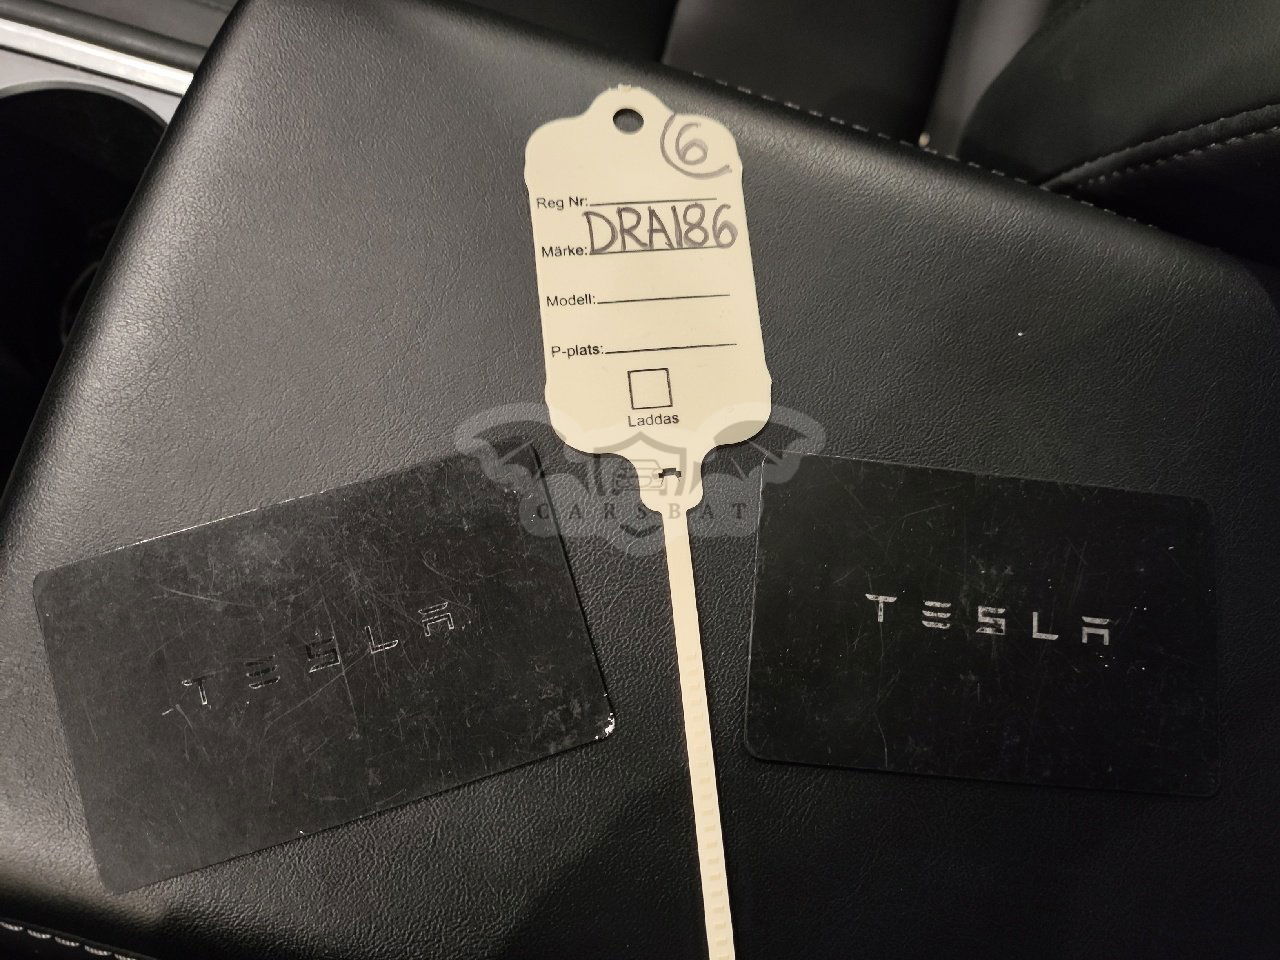 6
Reg Nr:
DRA186
Märke:
Modell:
P-plats:
Laddas
CARSBAT
TESLA
TESLA